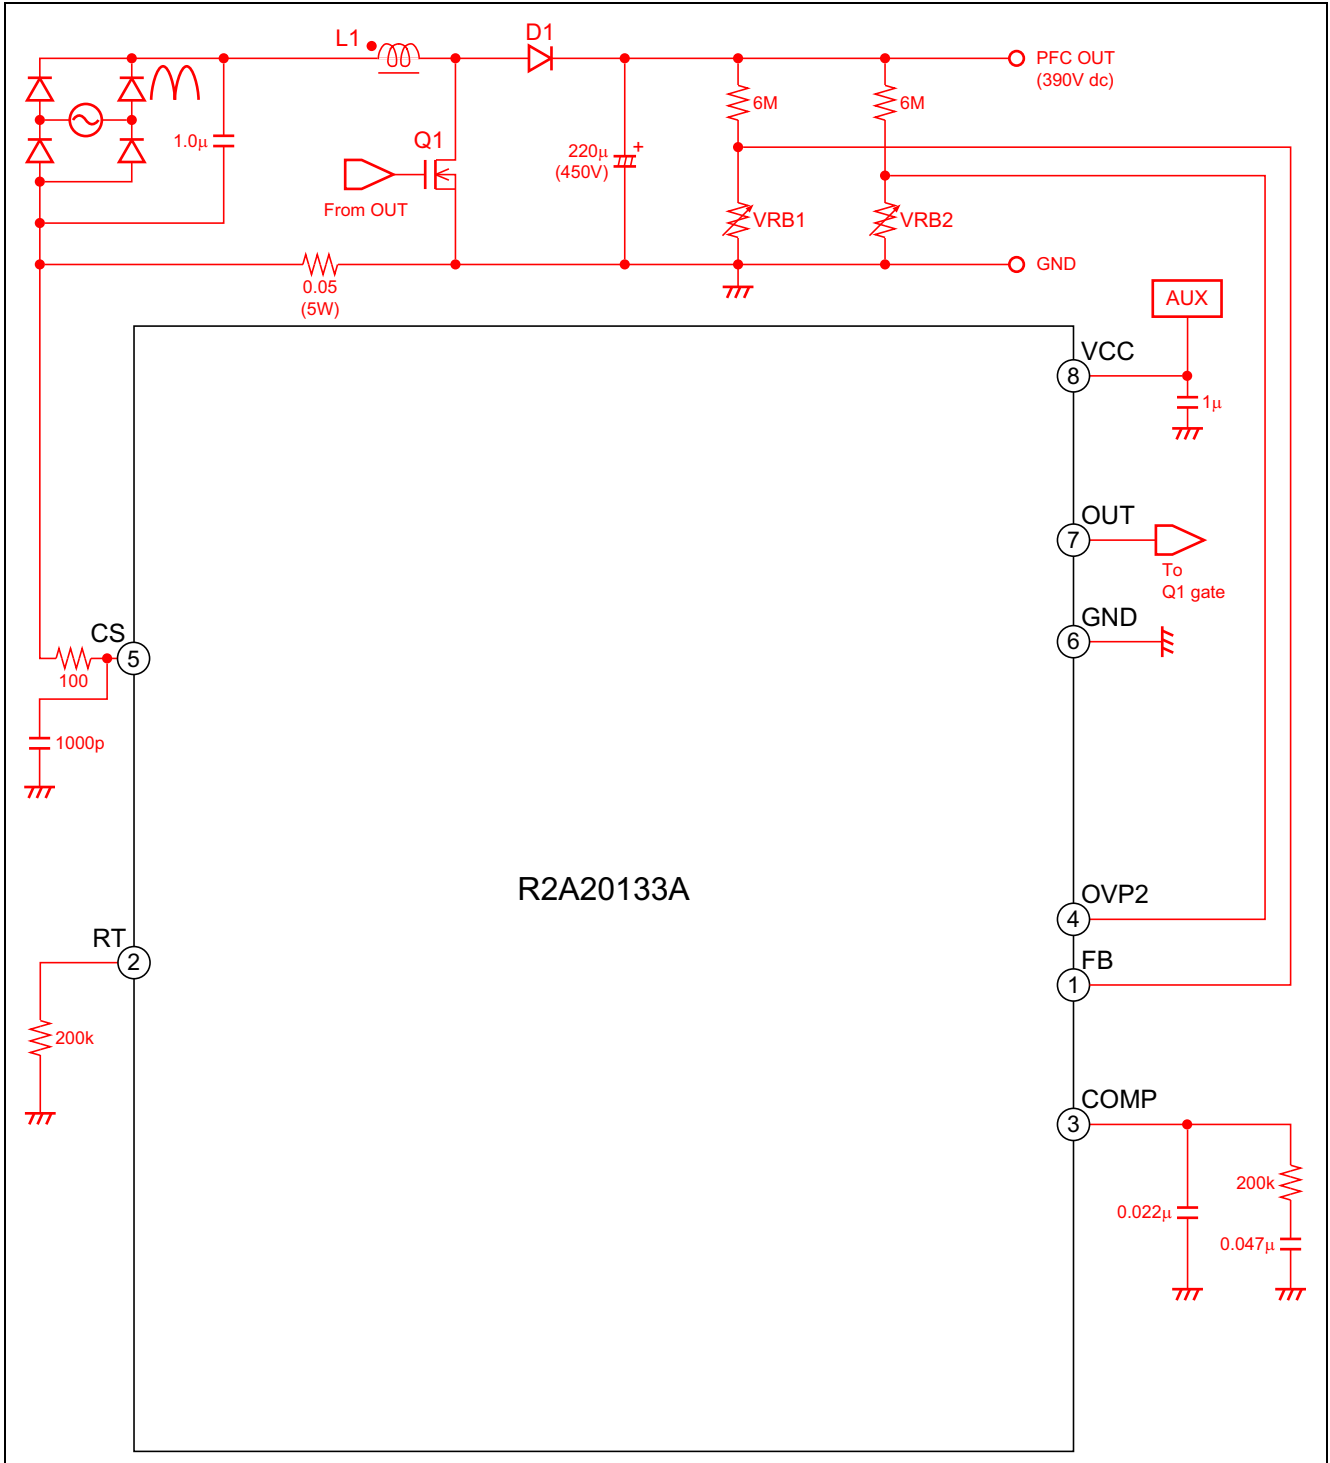 L1
D1
PFC OUT
(390V dc)
6M
6M
1.0μ
Q1
220μ
(450V)
+
From OUT
VRB1
VRB2
GND
0.05
(5W)
AUX
VCC
8
1μ
OUT
7
To
Q1 gate
GND
6
CS
5
100
1000p
R2A20133A
OVP2
4
RT
2
FB
1
200k
COMP
3
200k
0.022μ
0.047μ